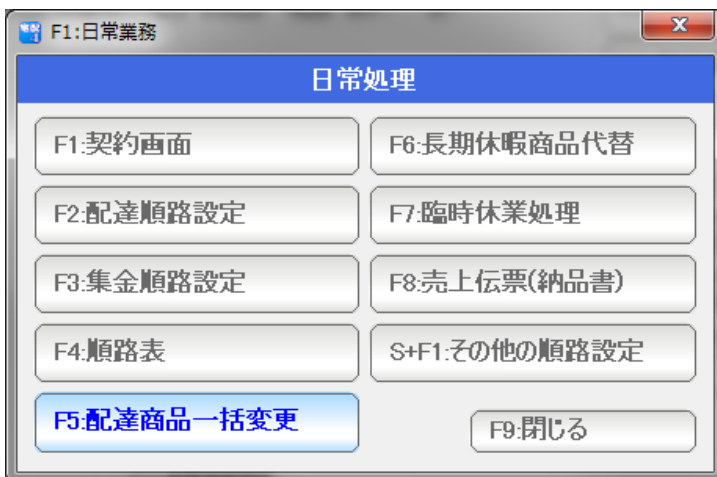 F1:日常業務
日常処理
F1:契約画面
F6:長期休暇商品代替
F2:配達順路設定
F7:臨時休業処理
F3:集金順路設定
F8:売上伝票(納品書)
F4:順路表
S+F1:その他の順路設定
F5:配達商品一括変更
F9:閉じる